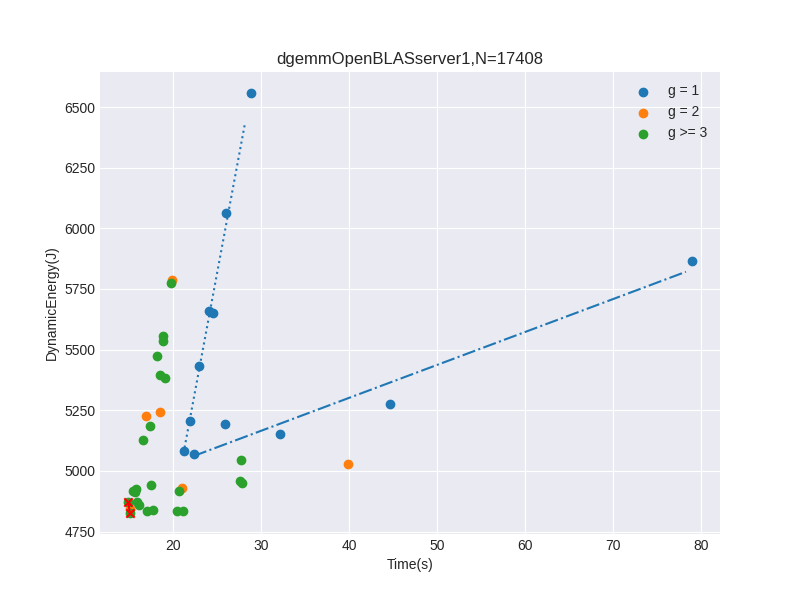 dgemmOpenBLASserver1,N=17408
g = 1
g = 2
g >= 3
DynamicEnergy(J)
6500
6250
6000
5750
5500
5250
5000
4750
20 30 40 50 60 70 80
Time(s)